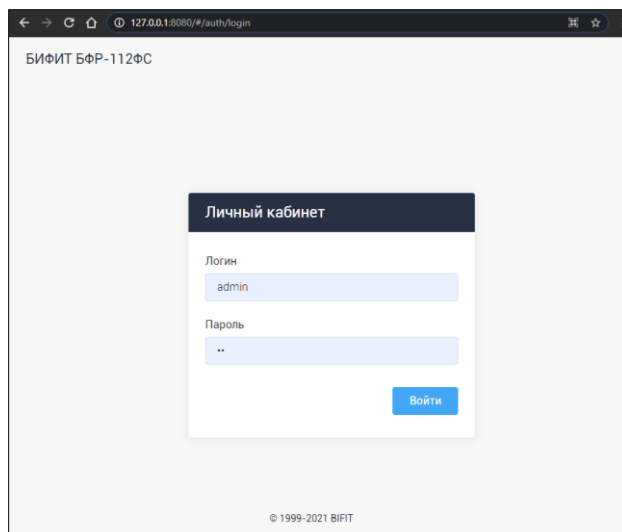 127.0.0.1:8080/#/auth/login
БИФИТ БФР-112ФС
Личный кабинет
Логин
admin
Пароль
••
Войти
© 1999-2021 BIFIT